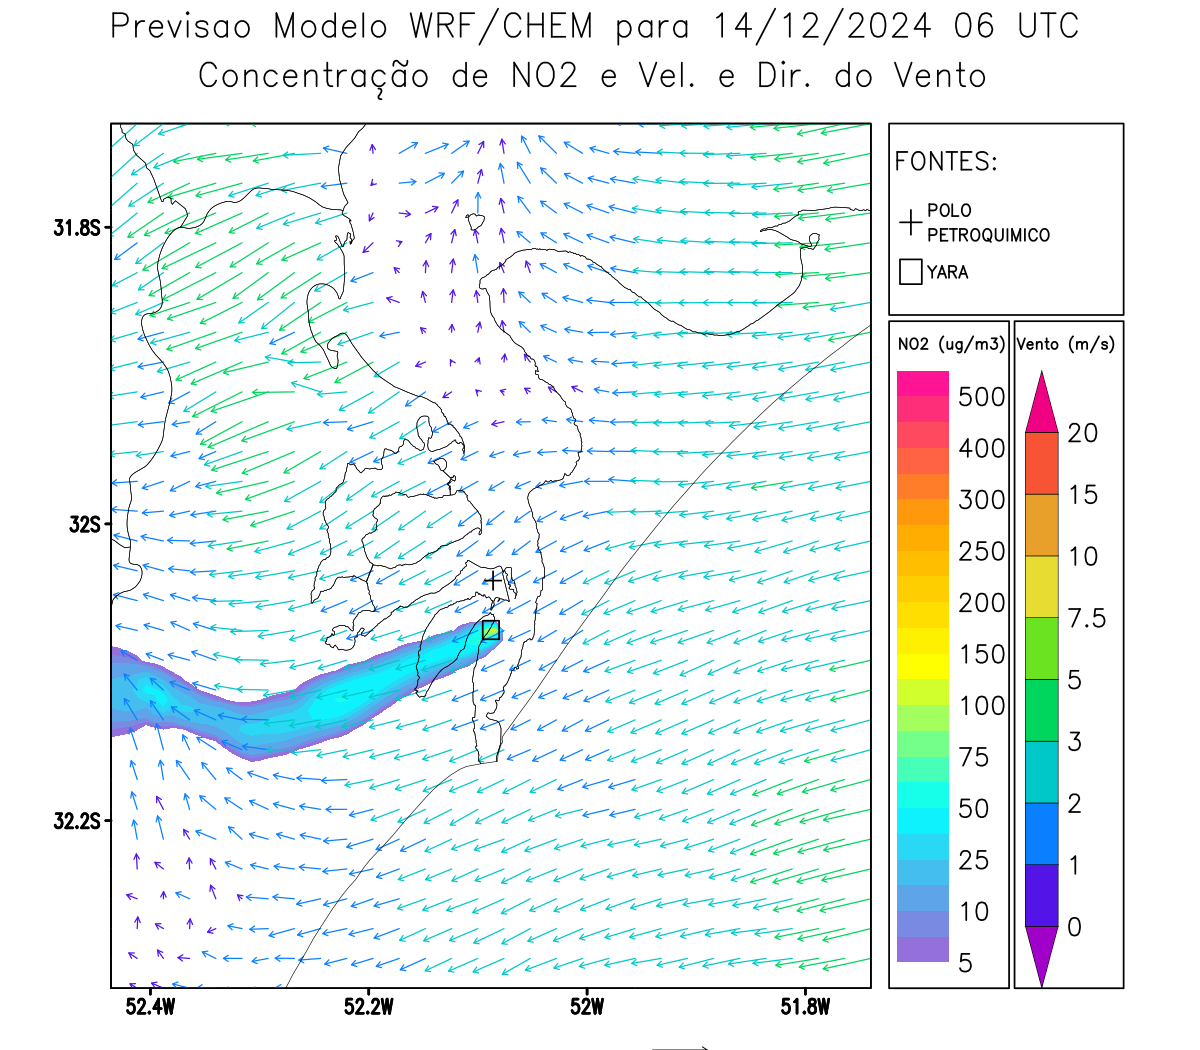 Previsao Modelo WRF/CHEM para 14/12/2024 06 UTC
Concentração de NO2 e Vel. e Dir. do Vento
FONTES:
POLO
PETROQUIMICO
YARA
NO2 (ug/m3)
500
400
300
250
200
150
100
75
50
25
10
5
Vento (m/s)
20
15
10
7.5
5
3
2
1
0
31.8S
32S
32.2S
52.4W
52.2W
52W
51.8W